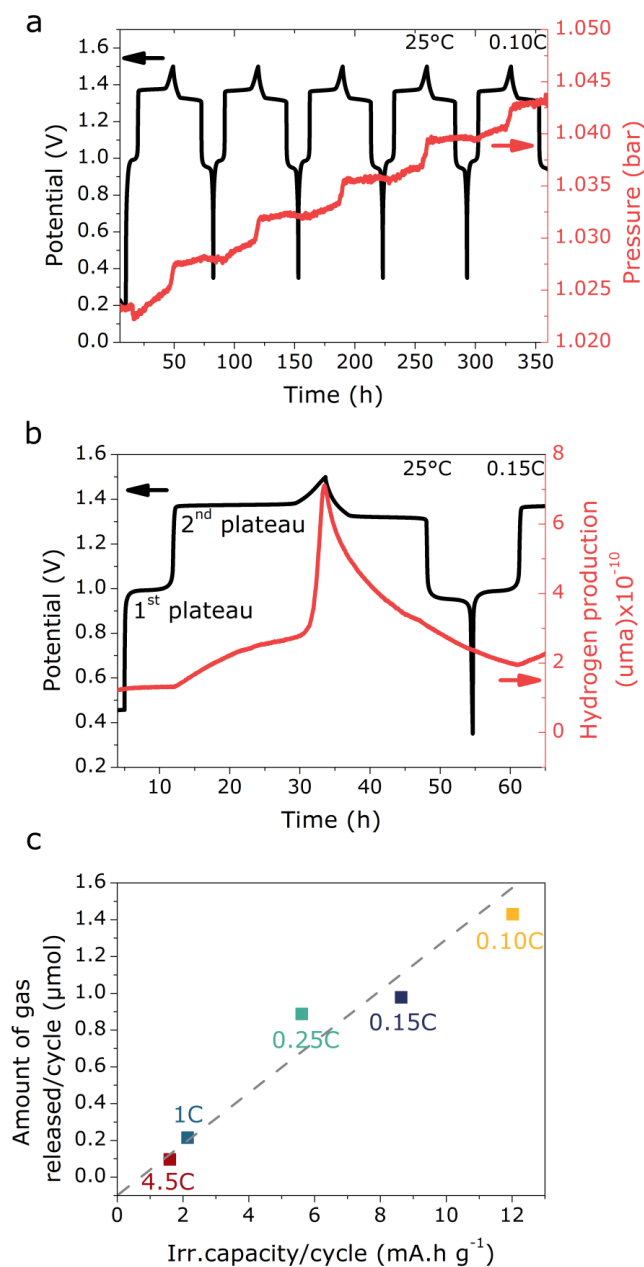 a
25°C 0.10C
1.6
1.4
1.2
1.0
0.8
0.6
0.4
0.2
0.0
Potential (V)
1.050
1.045
1.040
1.035
1.030
1.025
1.020
Pressure (bar)
50 100 150 200 250 300 350
Time (h)
b
25°C 0.15C
1.6
1.4
1.2
1.0
0.8
0.6
0.4
0.2
Potential (V)
2nd plateau
1st plateau
8
6
4
2
0
Hydrogen production
(uma)x10-10
10 20 30 40 50 60
Time (h)
c
1.6
1.4
1.2
1.0
0.8
0.6
0.4
0.2
0.0
Amount of gas
released/cycle (μmol)
0.10C
0.15C
0.25C
1C
4.5C
0 2 4 6 8 10 12
Irr.capacity/cycle (mA.h g-1)